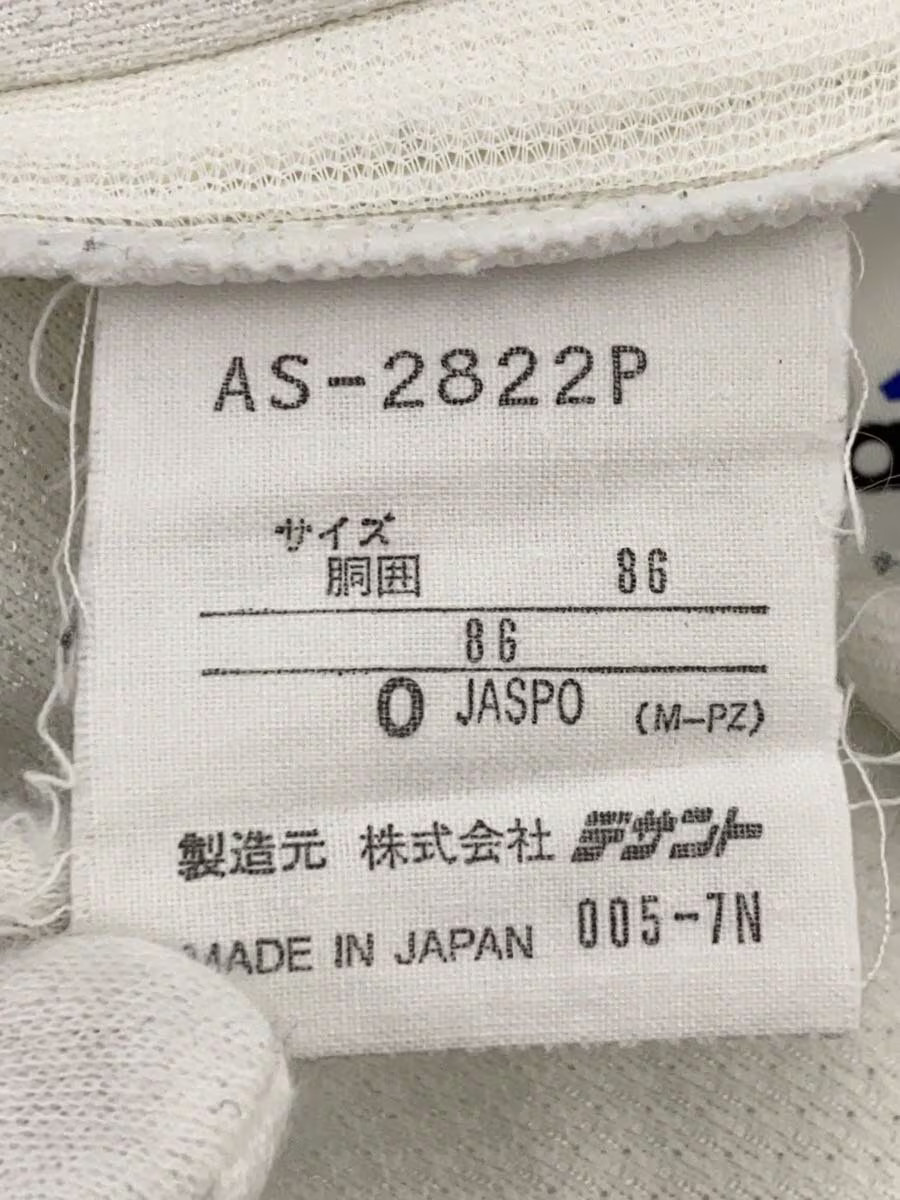 AS-2822P
サイズ
胴囲 86
86
O JASPO (M-PZ)
製造元 株式会社 デサント
MADE IN JAPAN 005-7N